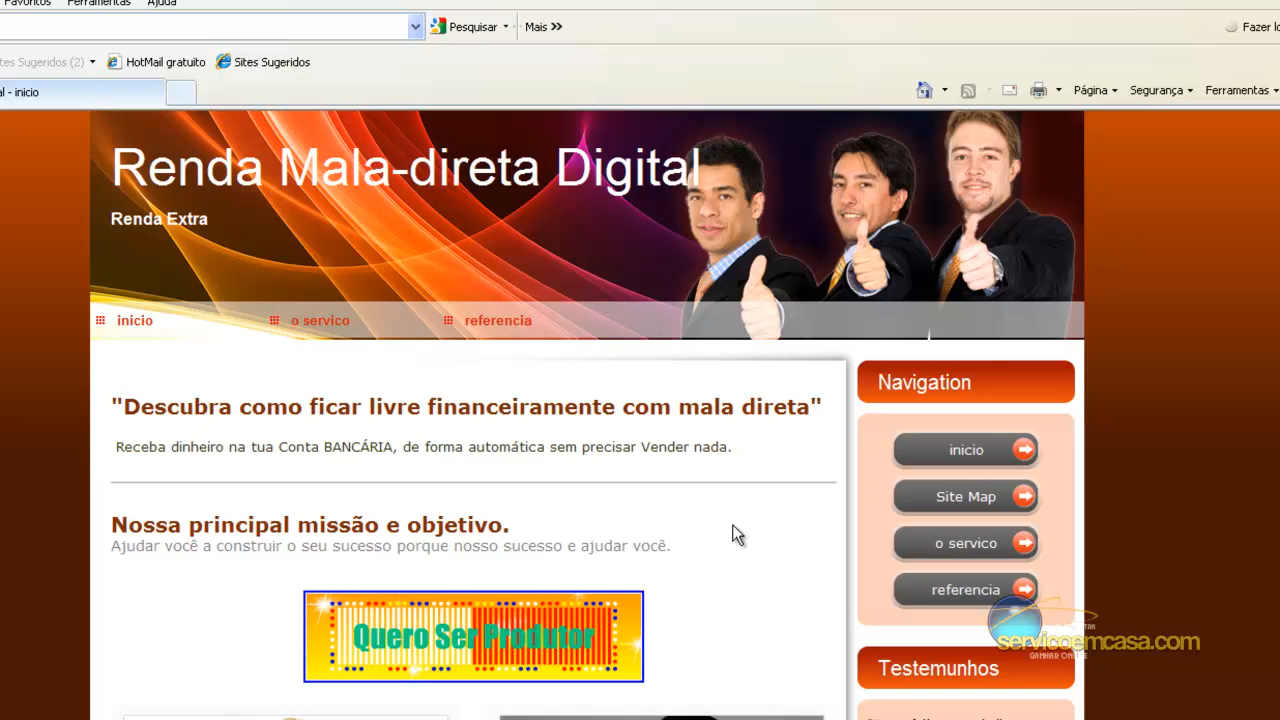 Favoritos Ferramentas Ajuda
Pesquisar Mais
Fazer lo
tes Sugeridos (2) HotMail gratuito Sites Sugeridos
al - inicio
Página Segurança Ferramentas
Renda Mala-direta Digital
Renda Extra
inicio o servico referencia
"Descubra como ficar livre financeiramente com mala direta"
Receba dinheiro na tua Conta BANCÁRIA, de forma automática sem precisar Vender nada.
Nossa principal missão e objetivo.
Ajudar você a construir o seu sucesso porque nosso sucesso e ajudar você.
Quero Ser Produtor
Navigation
inicio
Site Map
o servico
referencia
servicoemcasa.com
GANHAR ONLINE
Testemunhos